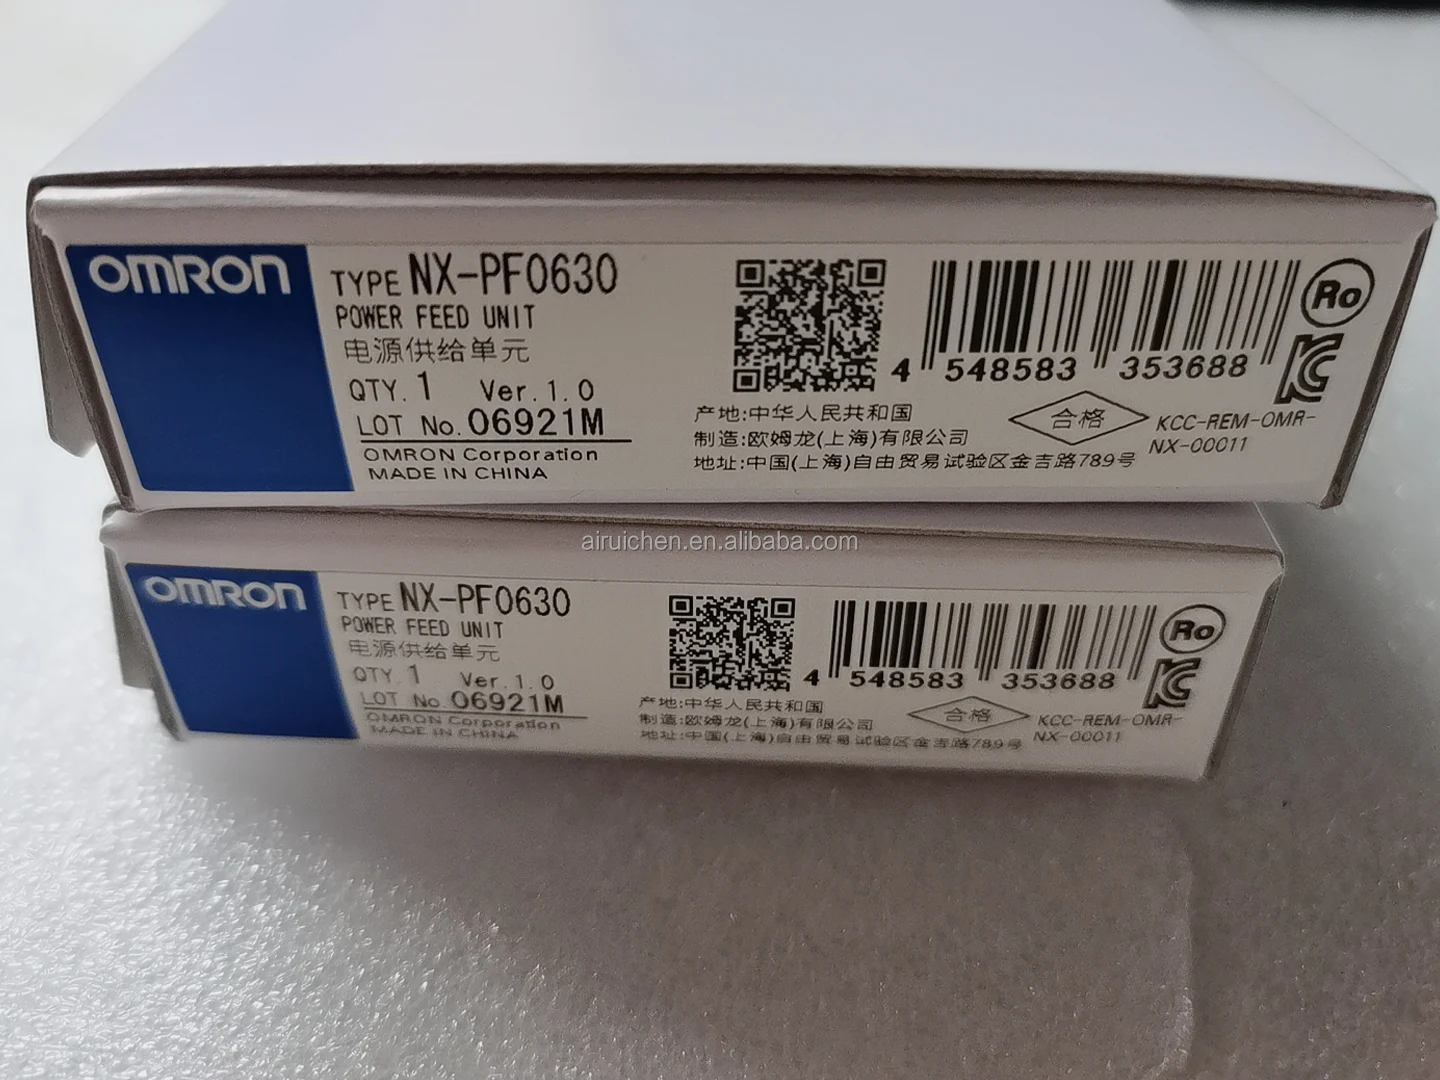 OMRON
TYPE NX-PF0630
POWER FEED UNIT
电源供给单元
QTY. 1 Ver. 1.0
LOT No. 06921M
OMRON Corporation
MADE IN CHINA
4 548583 353688
产地:中华人民共和国
制造:欧姆龙(上海)有限公司
地址:中国(上海)自由贸易试验区金吉路789号
合格
Ro
KC
KCC-REM-OMR-
NX-00011
airuichen.en.alibaba.com
OMRON
TYPE NX-PF0630
POWER FEED UNIT
电源供给单元
QTY. 1 Ver. 1.0
LOT No. 06921M
OMRON Corporation
MADE IN CHINA
4 548583 353688
产地:中华人民共和国
制造:欧姆龙(上海)有限公司
地址:中国(上海)自由贸易试验区金吉路789号
合格
Ro
KC
KCC-REM-OMR-
NX-00011